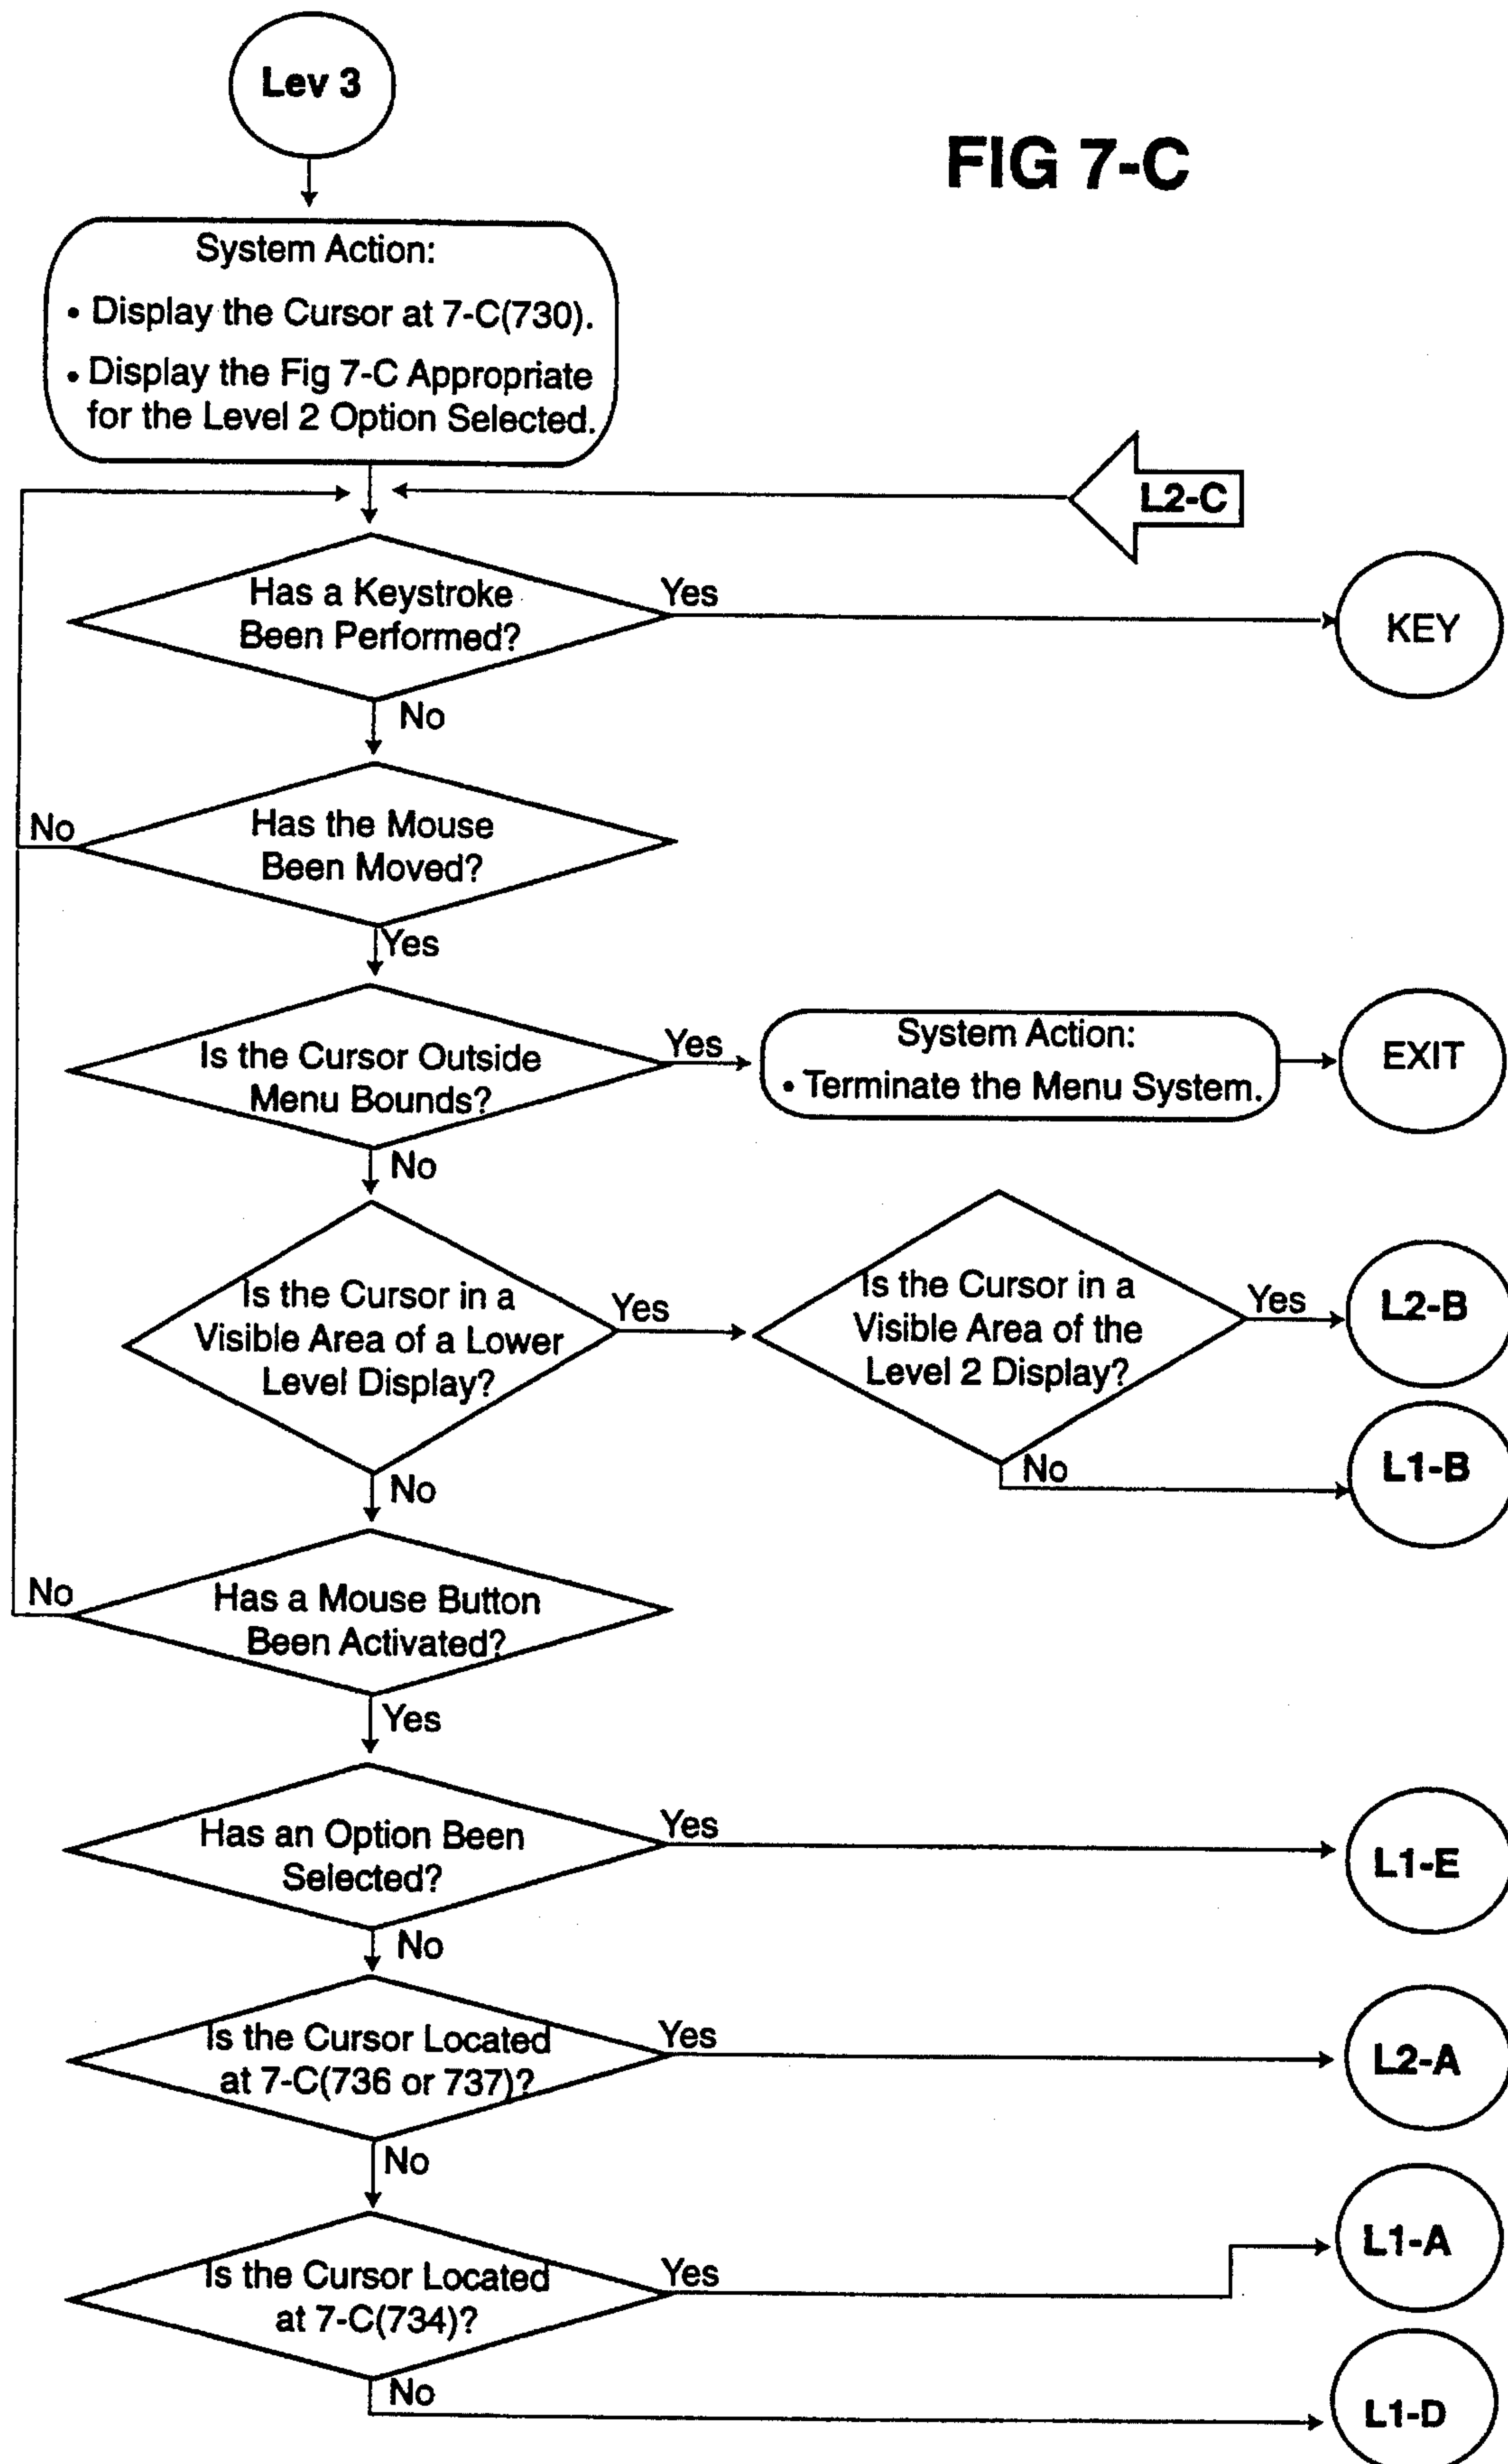 Lev 3
FIG 7-C
System Action:
• Display the Cursor at 7-C(730).
• Display the Fig 7-C Appropriate
for the Level 2 Option Selected.
L2-C
Has a Keystroke
Been Performed?
Yes
KEY
No
Has the Mouse
Been Moved?
No
Yes
Is the Cursor Outside
Menu Bounds?
Yes
System Action:
• Terminate the Menu System.
EXIT
No
Is the Cursor in a
Visible Area of a Lower
Level Display?
Yes
Is the Cursor in a
Visible Area of the
Level 2 Display?
Yes
L2-B
No
L1-B
No
Has a Mouse Button
Been Activated?
No
Yes
Has an Option Been
Selected?
Yes
L1-E
No
Is the Cursor Located
at 7-C(736 or 737)?
Yes
L2-A
No
Is the Cursor Located
at 7-C(734)?
Yes
L1-A
No
L1-D